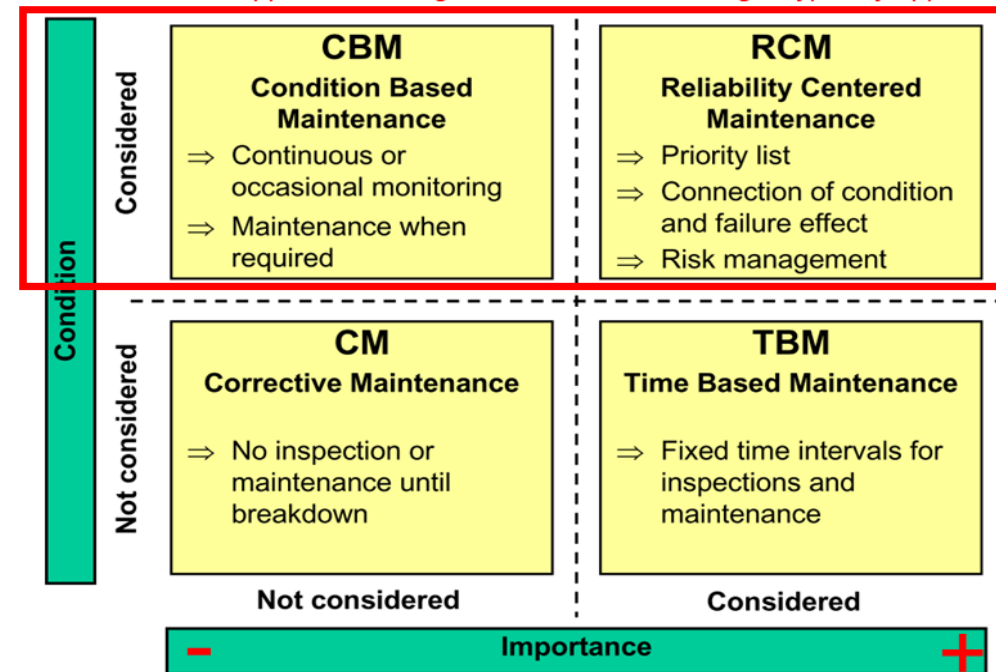 CBM
Condition Based
Maintenance
⇒ Continuous or
occasional monitoring
⇒ Maintenance when
required
RCM
Reliability Centered
Maintenance
⇒ Priority list
⇒ Connection of condition
and failure effect
⇒ Risk management
Considered
Condition
Not considered
CM
Corrective Maintenance
⇒ No inspection or
maintenance until
breakdown
TBM
Time Based Maintenance
⇒ Fixed time intervals for
inspections and
maintenance
Not considered
Considered
- Importance +